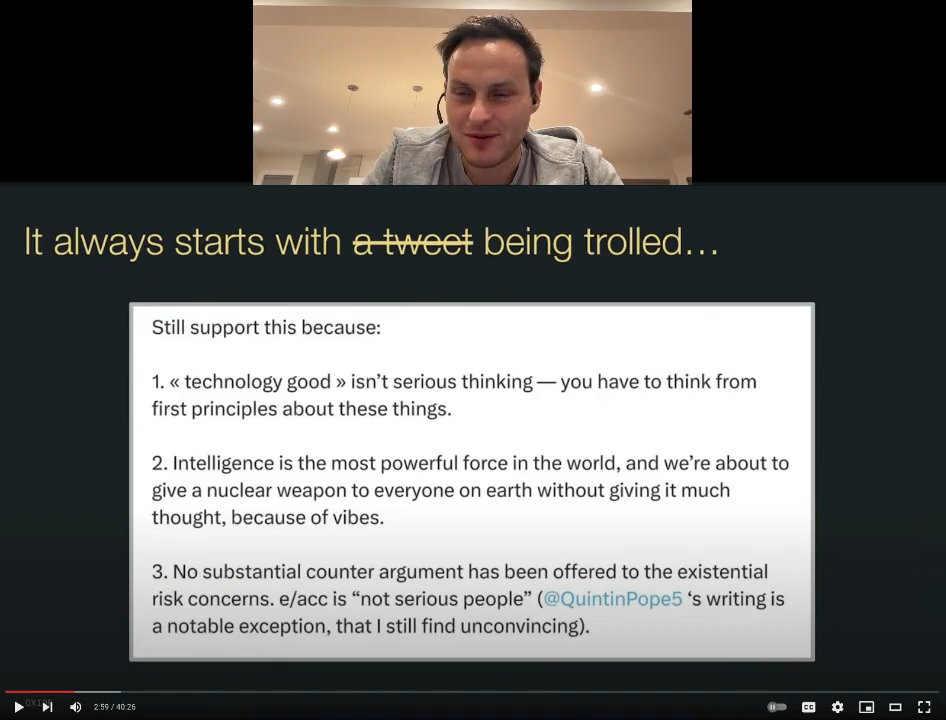 It always starts with a tweet being trolled...
Still support this because:
1. « technology good » isn't serious thinking — you have to think from
first principles about these things.
2. Intelligence is the most powerful force in the world, and we're about to
give a nuclear weapon to everyone on earth without giving it much
thought, because of vibes.
3. No substantial counter argument has been offered to the existential
risk concerns. e/acc is “not serious people” (@QuintinPope5 ‘s writing is
a notable exception, that I still find unconvincing).
2:59 / 40:26
CC